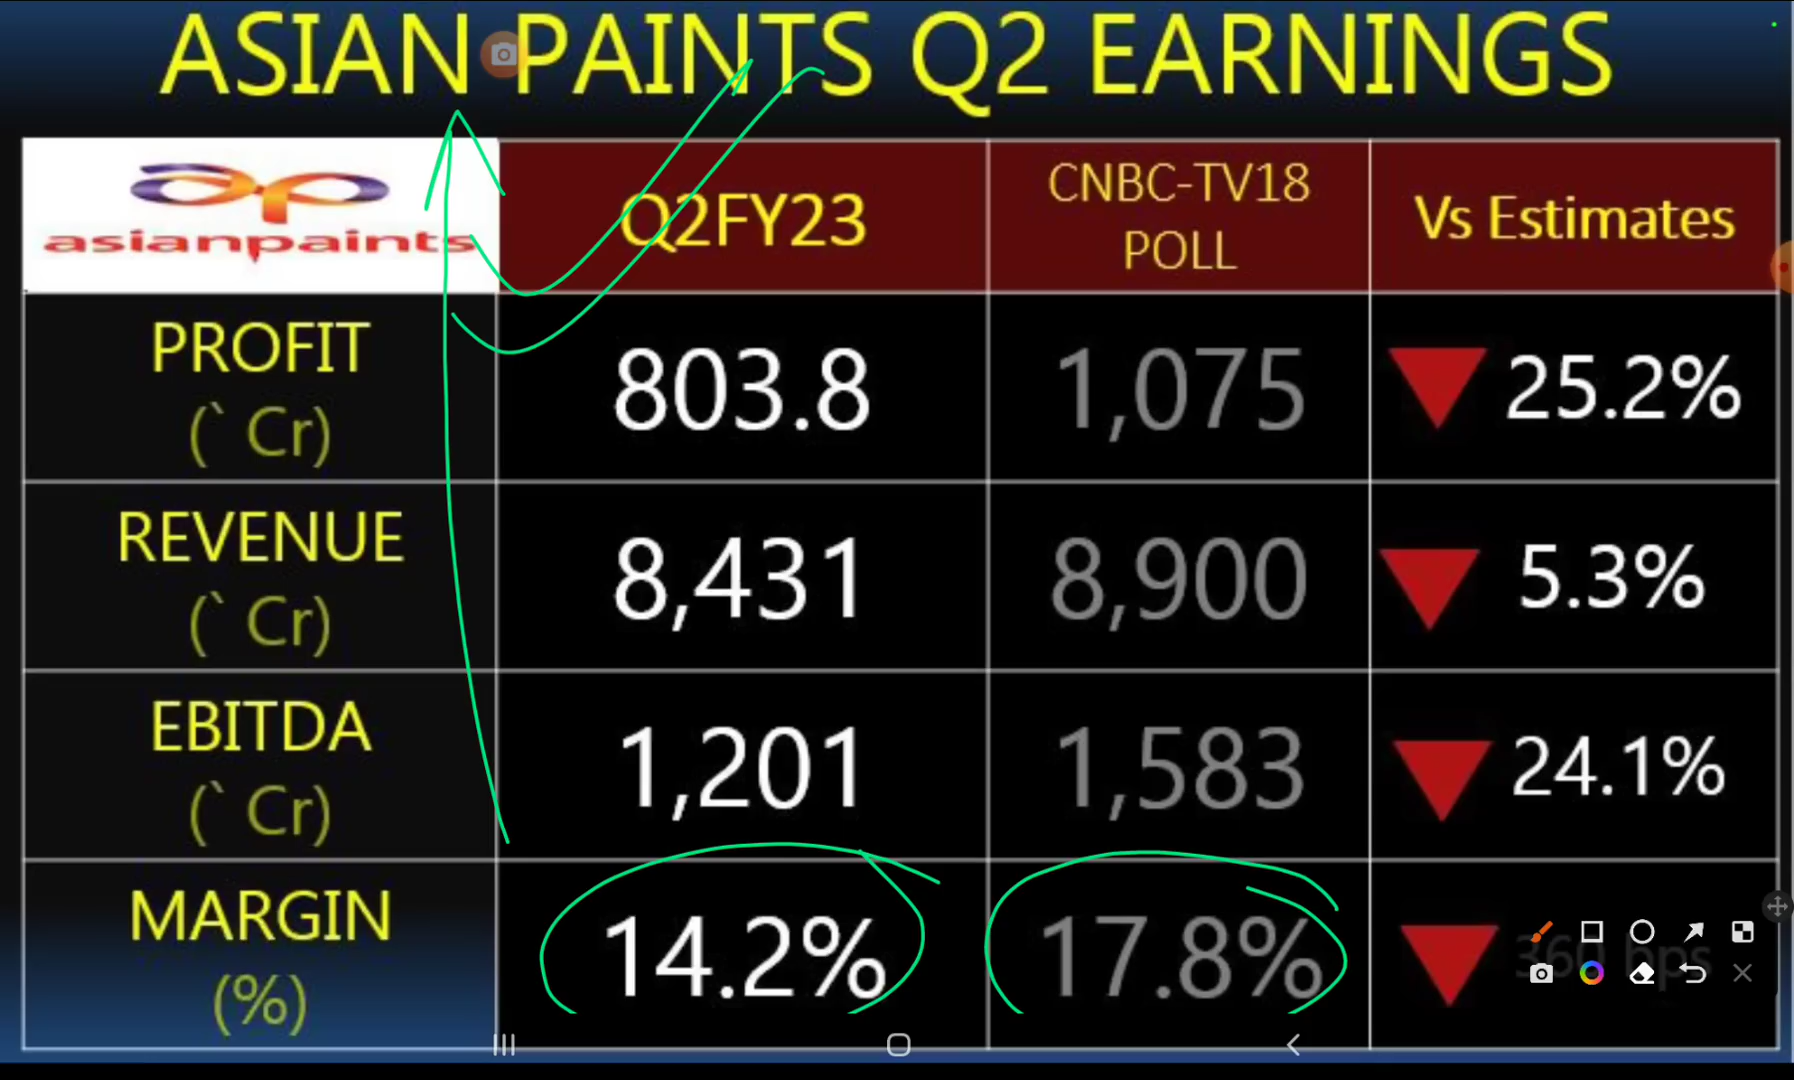 ASIAN PAINTS Q2 EARNINGS
asianpaints
Q2FY23
CNBC-TV18
POLL
Vs Estimates
PROFIT
(` Cr)
803.8
1,075
25.2%
REVENUE
(` Cr)
8,431
8,900
5.3%
EBITDA
(` Cr)
1,201
1,583
24.1%
MARGIN
(%)
14.2%
17.8%
360 bps